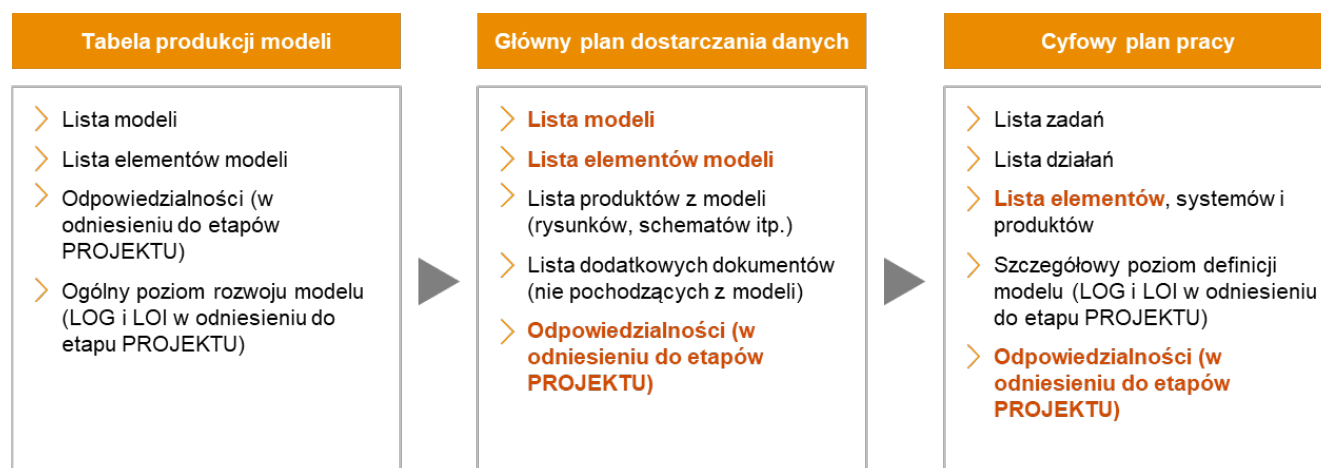 Tabela produkcji modeli
Lista modeli
Lista elementów modeli
Odpowiedzialności (w
odniesieniu do etapów
PROJEKTU)
Ogólny poziom rozwoju modelu
(LOG i LOI w odniesieniu do
etapu PROJEKTU)
Główny plan dostarczania danych
Lista modeli
Lista elementów modeli
Lista produktów z modeli
(rysunków, schematów itp.)
Lista dodatkowych dokumentów
(nie pochodzących z modeli)
Odpowiedzialności (w
odniesieniu do etapów
PROJEKTU)
Cyfowy plan pracy
Lista zadań
Lista działań
Lista elementów, systemów i
produktów
Szczegółowy poziom definicji
modelu (LOG i LOI w odniesieniu
do etapu PROJEKTU)
Odpowiedzialności (w
odniesieniu do etapów
PROJEKTU)